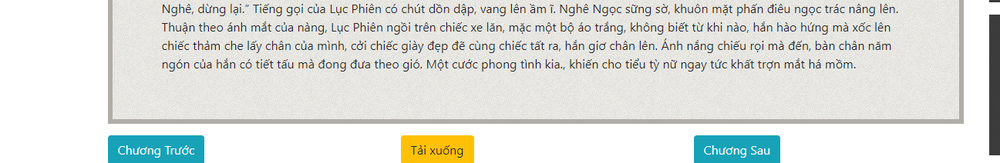 Nghê, dừng lại.” Tiếng gọi của Lục Phiên có chút dồn dập, vang lên ầm ĩ. Nghê Ngọc sững sờ, khuôn mặt phấn điêu ngọc trác nâng lên.
Thuận theo ánh mắt của nàng, Lục Phiên ngồi trên chiếc xe lăn, mặc một bộ áo trắng, không biết từ khi nào, hắn hào hứng mà xốc lên
chiếc thảm che lấy chân của mình, cởi chiếc giày đẹp đẽ cùng chiếc tất ra, hắn giơ chân lên. Ánh nắng chiếu rọi mà đến, bàn chân năm
ngón của hắn có tiết tấu mà đong đưa theo gió. Một cước phong tình kia., khiến cho tiểu tỳ nữ ngay tức khất trợn mắt há mồm.
Chương Trước
Tải xuống
Chương Sau